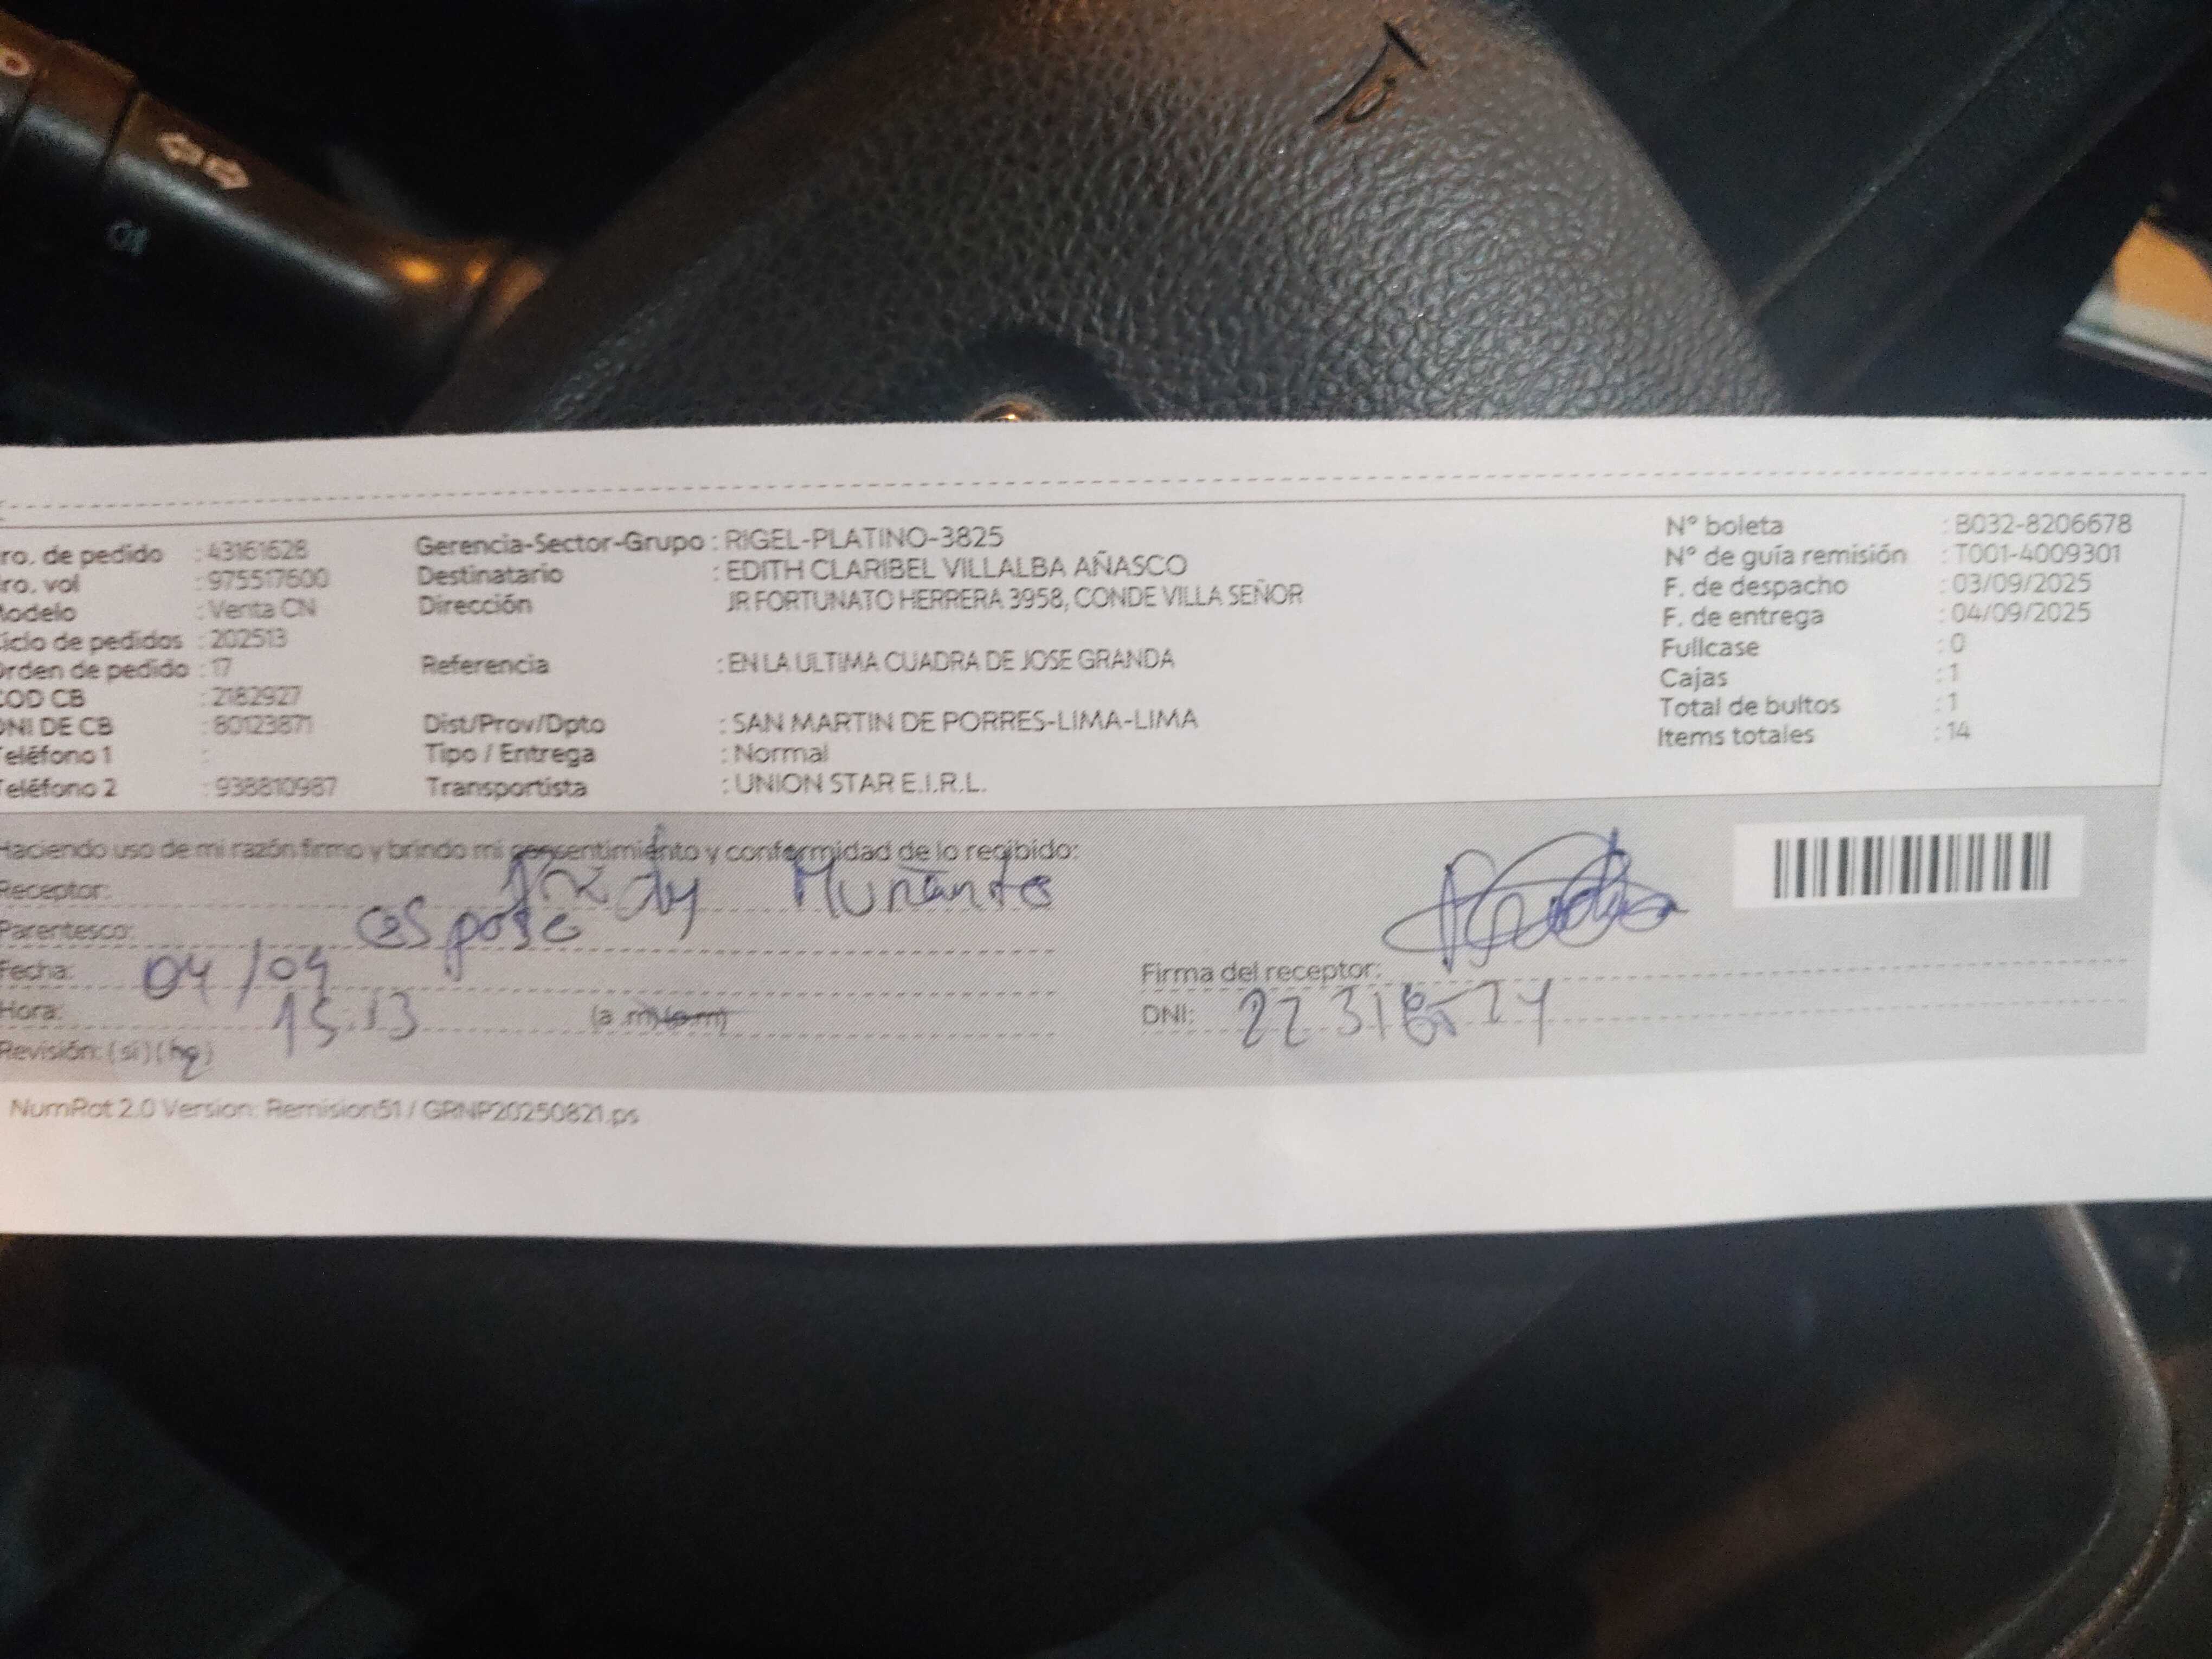 ro. de pedido : 43161628
ro. vol : 975517600
Modelo : Venta CN
iclo de pedidos : 202513
Orden de pedido : 17
COD CB : 2182927
DNI DE CB : 80123871
Teléfono 1 :
Teléfono 2 : 938810987
Gerencia-Sector-Grupo : RIGEL-PLATINO-3825
Destinatario : EDITH CLARIBEL VILLALBA AÑASCO
Dirección JR FORTUNATO HERRERA 3958, CONDE VILLA SEÑOR
Referencia : EN LA ULTIMA CUADRA DE JOSE GRANDA
Dist/Prov/Dpto : SAN MARTIN DE PORRES-LIMA-LIMA
Tipo / Entrega : Normal
Transportista : UNION STAR E.I.R.L.
N° boleta : B032-8206678
N° de guía remisión : T001-4009301
F. de despacho : 03/09/2025
F. de entrega : 04/09/2025
Fullcase : 0
Cajas : 1
Total de bultos : 1
Items totales : 14
Haciendo uso de mi razón firmo y brindo mi consentimiento y conformidad de lo recibido:
Receptor:
Parentesco: esposo
Fecha: 04/09
Hora: 15.13 (a.m)(p.m)
Revisión: (si)(no)
Firma del receptor:
DNI:
NumRot 2.0 Version: Remision51 / GRNP20250821.ps